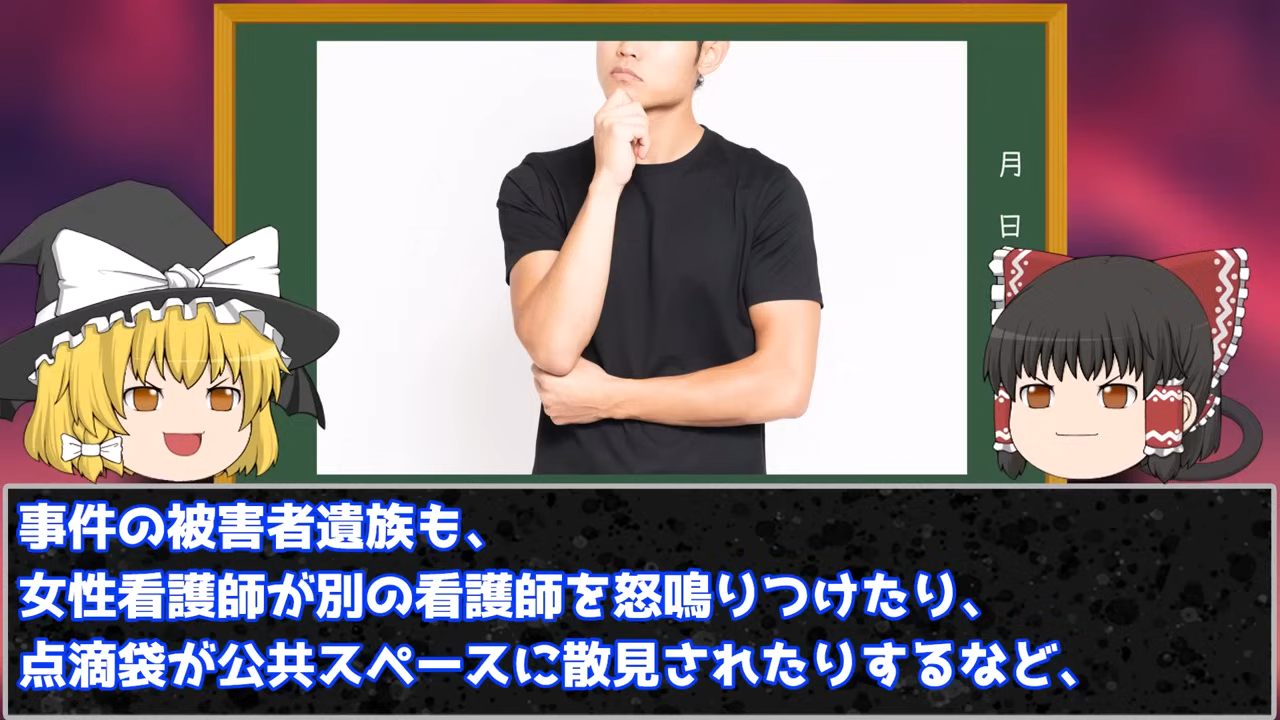 月
日
事件の被害者遺族も、
女性看護師が別の看護師を怒鳴りつけたり、
点滴袋が公共スペースに散見されたりするなど、